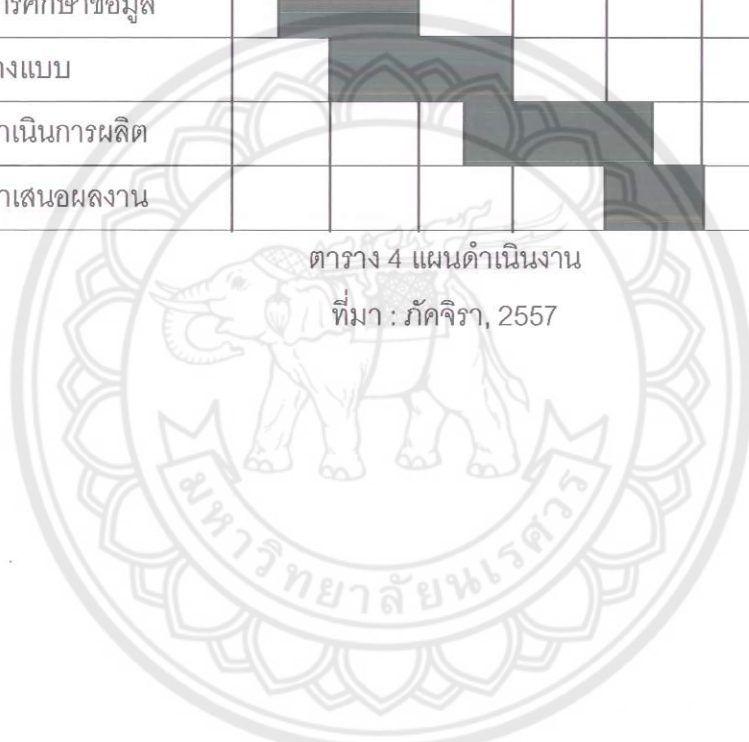 ารศึกษาข้อมูล
างแบบ
ำเนินการผลิต
ำเสนอผลงาน
ตาราง 4 แผนดำเนินงาน
ที่มา : ภัคจิรา, 2557
มหาวิทยาลัยนเรศวร